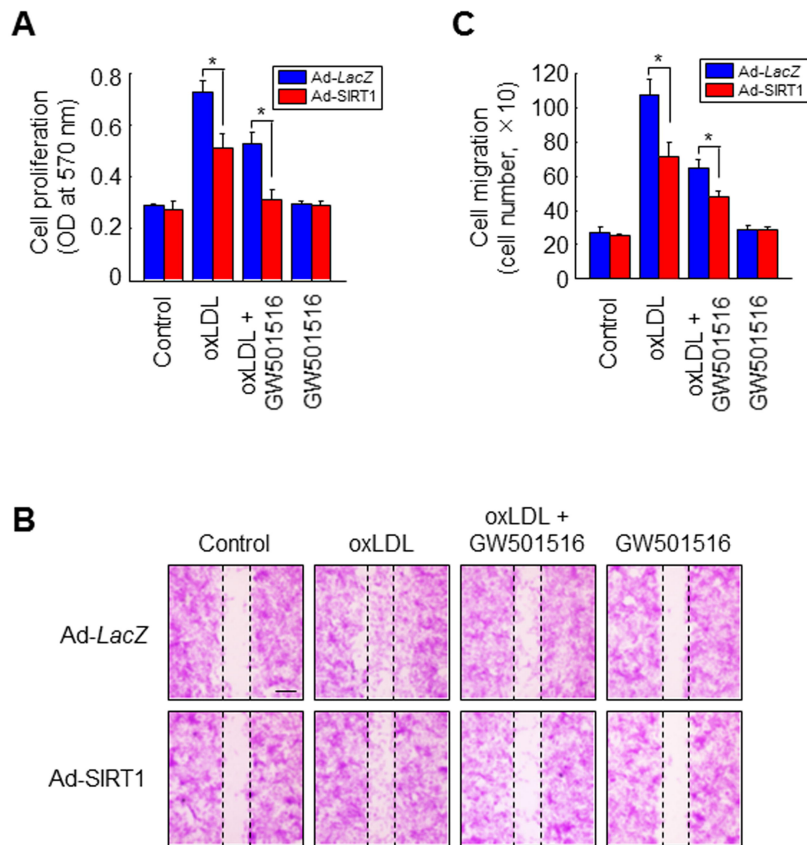 A
Cell proliferation
(OD at 570 nm)
0.8
0.6
0.4
0.2
0
*
*
Ad-LacZ
Ad-SIRT1
Control
oxLDL
oxLDL +
GW501516
GW501516
C
Cell migration
(cell number, ×10)
120
100
80
60
40
20
0
*
*
Ad-LacZ
Ad-SIRT1
Control
oxLDL
oxLDL +
GW501516
GW501516
B
Control
oxLDL
oxLDL +
GW501516
GW501516
Ad-LacZ
Ad-SIRT1